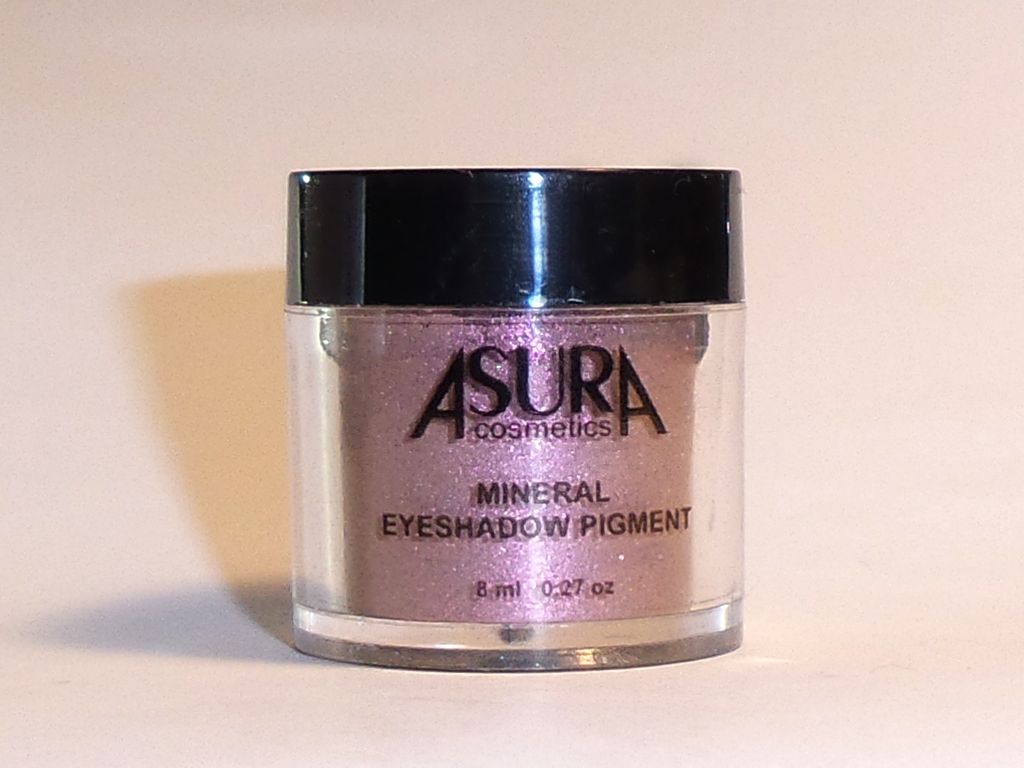 ASURA
cosmetics
MINERAL
EYESHADOW PIGMENT
8 ml 0.27 oz